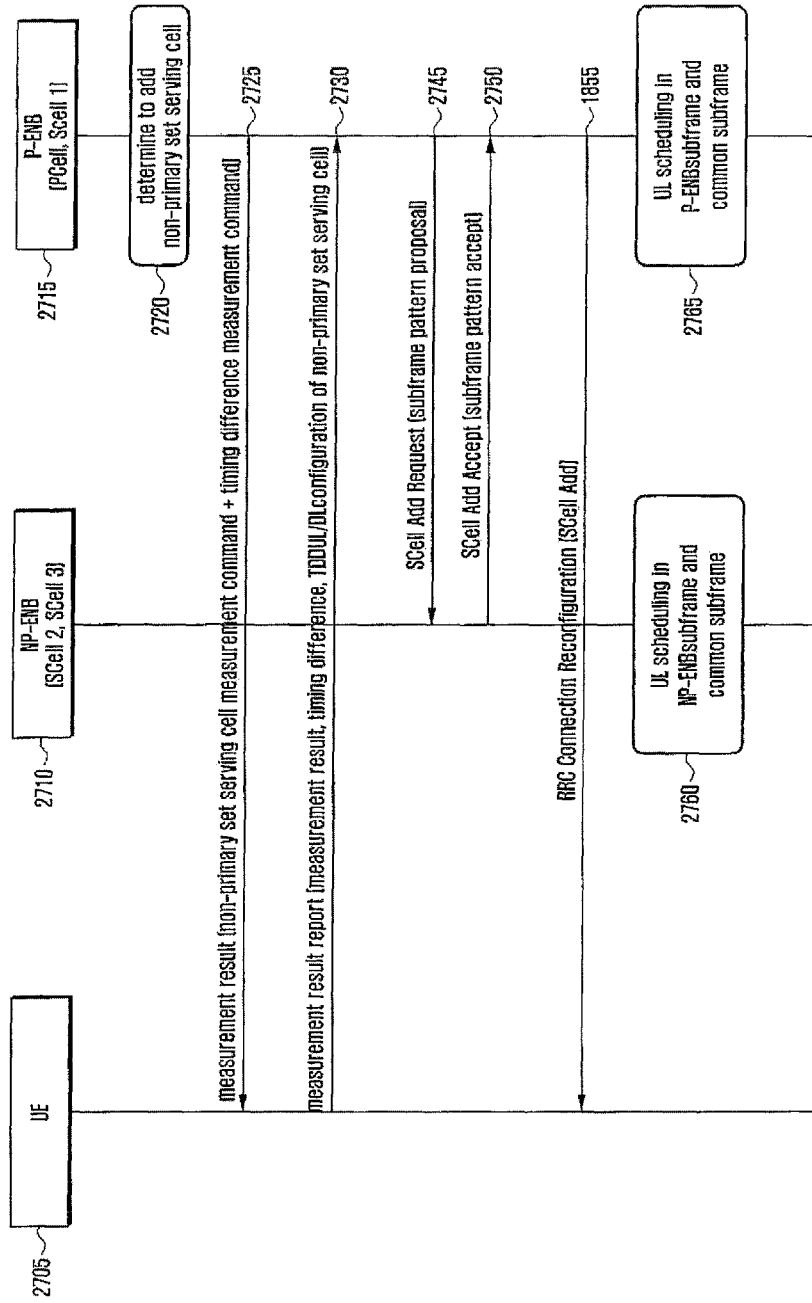 UE
2705
NP-ENB
(SCell 2, SCell 3)
2710
P-ENB
(PCell, Scell 1)
2715
determine to add
non-primary set serving cell
2720
measurement result (non-primary set serving cell measurement command + timing difference measurement command)
2725
measurement result report (measurement result, timing difference, TDDUL/DLconfiguration of non-primary set serving cell)
2730
SCell Add Request (subframe pattern proposal)
2745
SCell Add Accept (subframe pattern accept)
2750
RRC Connection Reconfiguration (SCell Add)
1855
UL scheduling in
NP-ENBsubframe and
common subframe
2760
UL scheduling in
P-ENBsubframe and
common subframe
2765